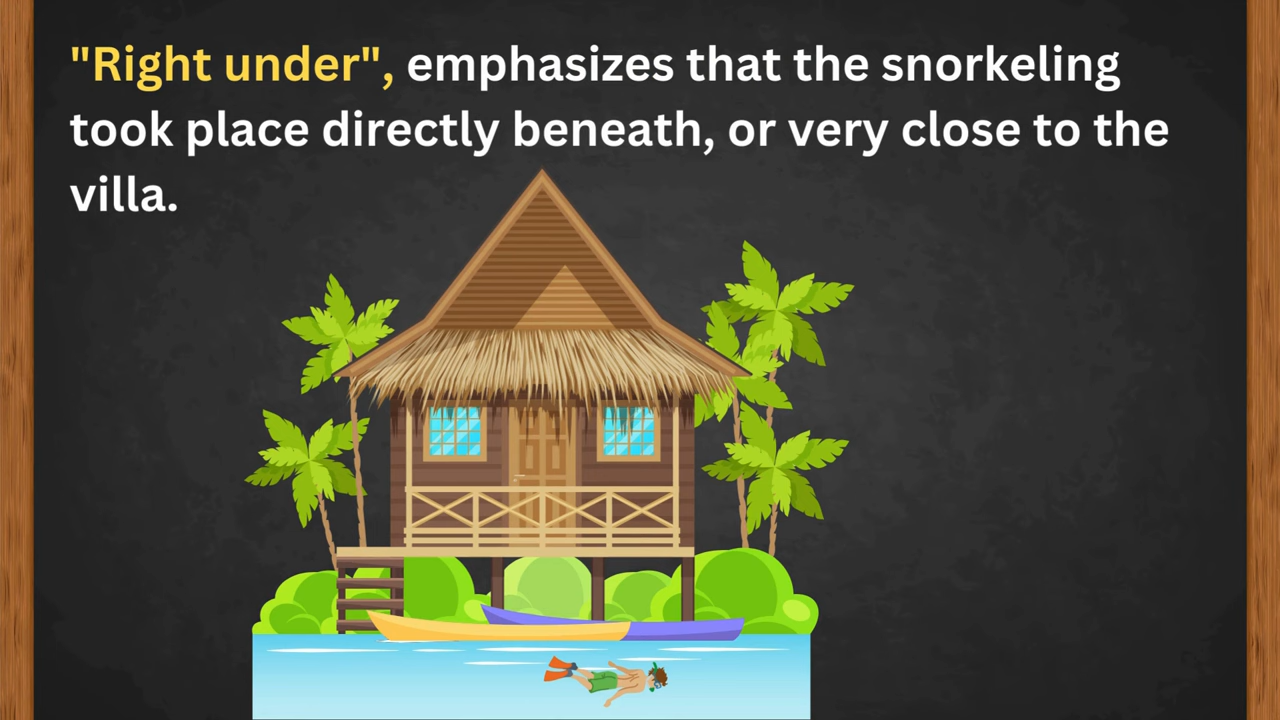 "Right under", emphasizes that the snorkeling
took place directly beneath, or very close to the
villa.